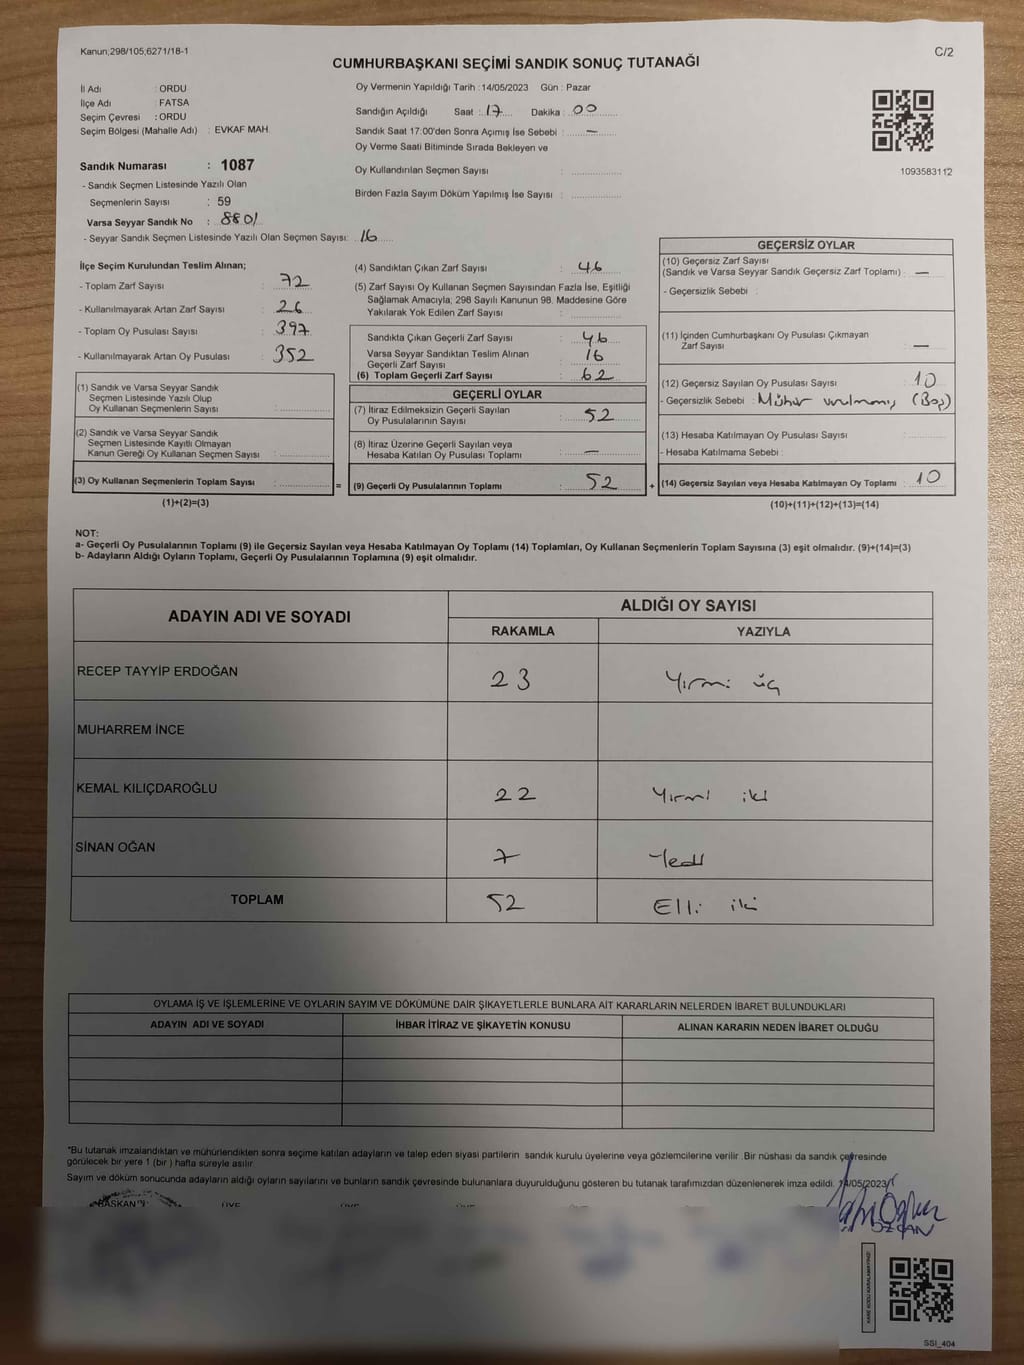 Kanun;298/105,6271/18-1
C/2
CUMHURBAŞKANI SEÇİMİ SANDIK SONUÇ TUTANAĞI
İl Adı : ORDU
İlçe Adı : FATSA
Seçim Çevresi : ORDU
Seçim Bölgesi (Mahalle Adı) : EVKAF MAH.
Sandık Numarası : 1087
- Sandık Seçmen Listesinde Yazılı Olan
Seçmenlerin Sayısı : 59
Varsa Seyyar Sandık No : 8801
- Seyyar Sandık Seçmen Listesinde Yazılı Olan Seçmen Sayısı: 16
Oy Vermenin Yapıldığı Tarih :14/05/2023 Gün : Pazar
Sandığın Açıldığı Saat : 17 Dakika : 00
Sandık Saat 17:00'den Sonra Açımış İse Sebebi : —
Oy Verme Saati Bitiminde Sırada Bekleyen ve
Oy Kullandırılan Seçmen Sayısı :
Birden Fazla Sayım Döküm Yapılmış İse Sayısı :
1093583112
İlçe Seçim Kurulundan Teslim Alınan;
- Toplam Zarf Sayısı : 72
- Kullanılmayarak Artan Zarf Sayısı : 26
- Toplam Oy Pusulası Sayısı : 397
- Kullanılmayarak Artan Oy Pusulası : 352
(1) Sandık ve Varsa Seyyar Sandık
Seçmen Listesinde Yazılı Olup
Oy Kullanan Seçmenlerin Sayısı :
(2) Sandık ve Varsa Seyyar Sandık
Seçmen Listesinde Kayıtlı Olmayan
Kanun Gereği Oy Kullanan Seçmen Sayısı :
(3) Oy Kullanan Seçmenlerin Toplam Sayısı :
(1)+(2)=(3)
=
(4) Sandıktan Çıkan Zarf Sayısı : 46
(5) Zarf Sayısı Oy Kullanan Seçmen Sayısından Fazla İse, Eşitliği
Sağlamak Amacıyla; 298 Sayılı Kanunun 98. Maddesine Göre
Yakılarak Yok Edilen Zarf Sayısı :
Sandıkta Çıkan Geçerli Zarf Sayısı : 46
Varsa Seyyar Sandıktan Teslim Alınan : 16
Geçerli Zarf Sayısı
(6) Toplam Geçerli Zarf Sayısı : 62
GEÇERLİ OYLAR
(7) İtiraz Edilmeksizin Geçerli Sayılan
Oy Pusulalarının Sayısı : 52
(8) İtiraz Üzerine Geçerli Sayılan veya
Hesaba Katılan Oy Pusulası Toplamı : —
(9) Geçerli Oy Pusulalarının Toplamı : 52
+
GEÇERSİZ OYLAR
(10) Geçersiz Zarf Sayısı
(Sandık ve Varsa Seyyar Sandık Geçersiz Zarf Toplamı) : —
- Geçersizlik Sebebi :
(11) İçinden Cumhurbaşkanı Oy Pusulası Çıkmayan
Zarf Sayısı : —
(12) Geçersiz Sayılan Oy Pusulası Sayısı : 10
- Geçersizlik Sebebi : Mühür vurulmamış (Boş)
(13) Hesaba Katılmayan Oy Pusulası Sayısı :
- Hesaba Katılmama Sebebi :
(14) Geçersiz Sayılan veya Hesaba Katılmayan Oy Toplamı : 10
(10)+(11)+(12)+(13)=(14)
NOT:
a- Geçerli Oy Pusulalarının Toplamı (9) ile Geçersiz Sayılan veya Hesaba Katılmayan Oy Toplamı (14) Toplamları, Oy Kullanan Seçmenlerin Toplam Sayısına (3) eşit olmalıdır. (9)+(14)=(3)
b- Adayların Aldığı Oyların Toplamı, Geçerli Oy Pusulalarının Toplamına (9) eşit olmalıdır.
ADAYIN ADI VE SOYADI
ALDIĞI OY SAYISI
RAKAMLA YAZIYLA
RECEP TAYYİP ERDOĞAN 23 Yirmi üç
MUHARREM İNCE
KEMAL KILIÇDAROĞLU 22 Yirmi iki
SİNAN OĞAN 7 Yedi
TOPLAM 52 Elli iki
OYLAMA İŞ VE İŞLEMLERİNE VE OYLARIN SAYIM VE DÖKÜMÜNE DAİR ŞİKAYETLERLE BUNLARA AİT KARARLARIN NELERDEN İBARET BULUNDUKLARI
ADAYIN ADI VE SOYADI İHBAR İTİRAZ VE ŞİKAYETİN KONUSU ALINAN KARARIN NEDEN İBARET OLDUĞU
*Bu tutanak imzalandıktan ve mühürlendikten sonra seçime katılan adayların ve talep eden siyasi partilerin sandık kurulu üyelerine veya gözlemcilerine verilir .Bir nüshası da sandık çevresinde
görülecek bir yere 1 (bir ) hafta süreyle asılır
Sayım ve döküm sonucunda adayların aldığı oyların sayılarını ve bunların sandık çevresinde bulunanlara duyurulduğunu gösteren bu tutanak tarafımızdan düzenlenerek imza edildi. 14/05/2023
BAŞKAN ÜYE ÜYE ÜYE
ÖZCAN
SSI_404